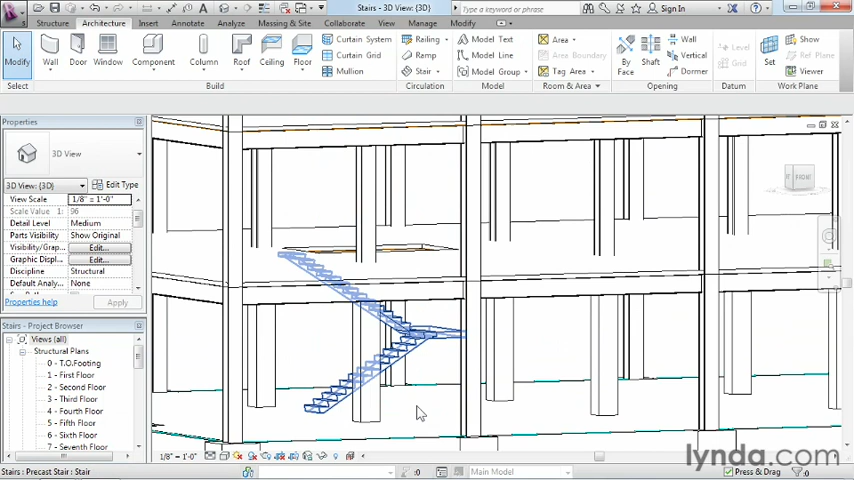 Stairs - 3D View: {3D}
Type a keyword or phrase
Sign In
Structure Architecture Insert Annotate Analyze Massing & Site Collaborate View Manage Modify
Modify Wall Door Window Component Column Roof Ceiling Floor
Curtain System
Curtain Grid
Mullion
Railing
Ramp
Stair
Model Text
Model Line
Model Group
Area
Area Boundary
Tag Area
By Face Shaft
Wall
Vertical
Dormer
Level
Grid
Set
Show
Ref Plane
Viewer
Select Build Circulation Model Room & Area Opening Datum Work Plane
Properties
3D View
3D View: {3D} Edit Type
View Scale 1/8" = 1'-0"
Scale Value 1: 96
Detail Level Medium
Parts Visibility Show Original
Visibility/Grap... Edit...
Graphic Displ... Edit...
Discipline Structural
Default Analy... None
Properties help Apply
Stairs - Project Browser
Views (all)
Structural Plans
0 - T.O.Footing
1 - First Floor
2 - Second Floor
3 - Third Floor
4 - Fourth Floor
5 - Fifth Floor
6 - Sixth Floor
7 - Seventh Floor
FRONT
1/8" = 1'-0"
lynda.com
Stairs : Precast Stair : Stair
:0
Main Model
Press & Drag
:0